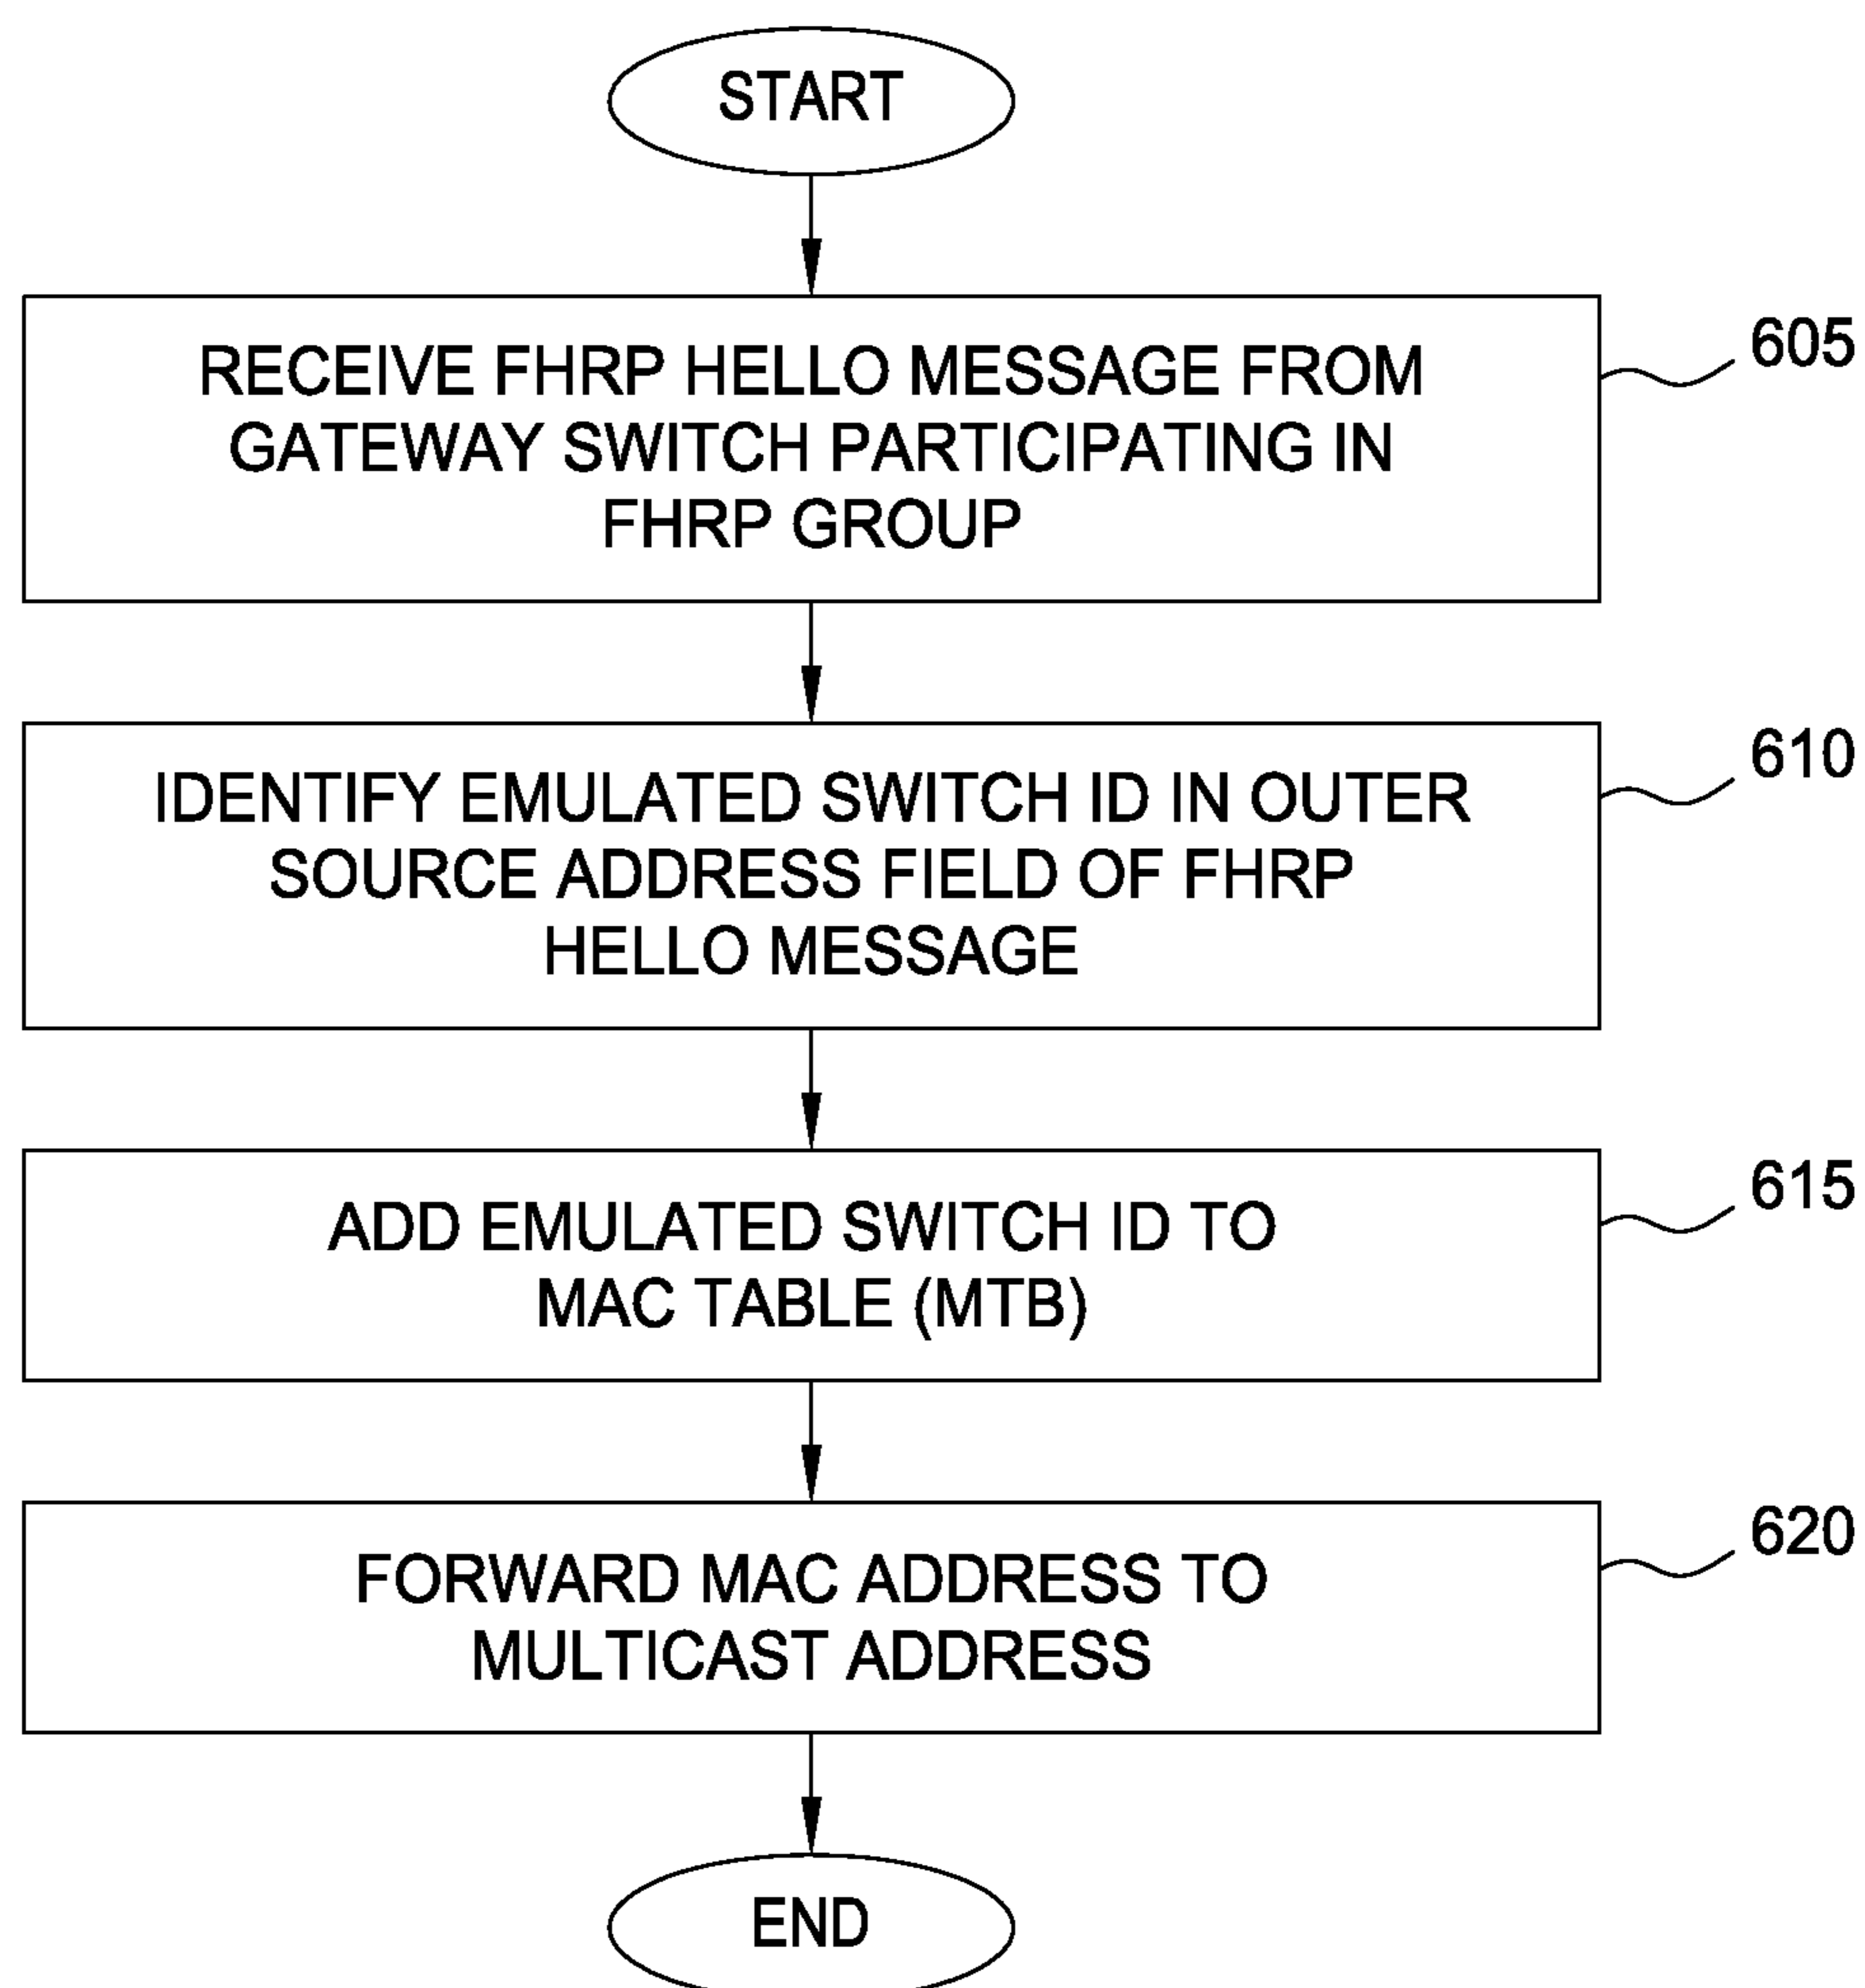 START
RECEIVE FHRP HELLO MESSAGE FROM
GATEWAY SWITCH PARTICIPATING IN
FHRP GROUP
605
IDENTIFY EMULATED SWITCH ID IN OUTER
SOURCE ADDRESS FIELD OF FHRP
HELLO MESSAGE
610
ADD EMULATED SWITCH ID TO
MAC TABLE (MTB)
615
FORWARD MAC ADDRESS TO
MULTICAST ADDRESS
620
END